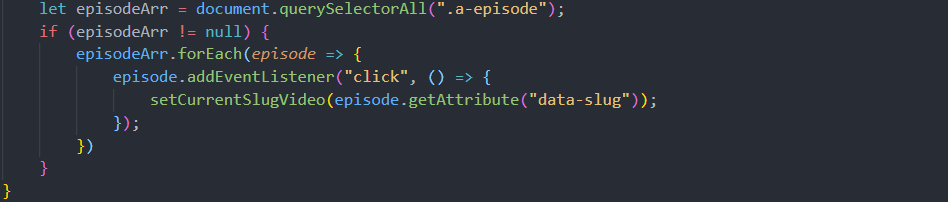 let episodeArr = document.querySelectorAll(".a-episode");
if (episodeArr != null) {
episodeArr.forEach(episode => {
episode.addEventListener("click", () => {
setCurrentSlugVideo(episode.getAttribute("data-slug"));
});
})
}
}